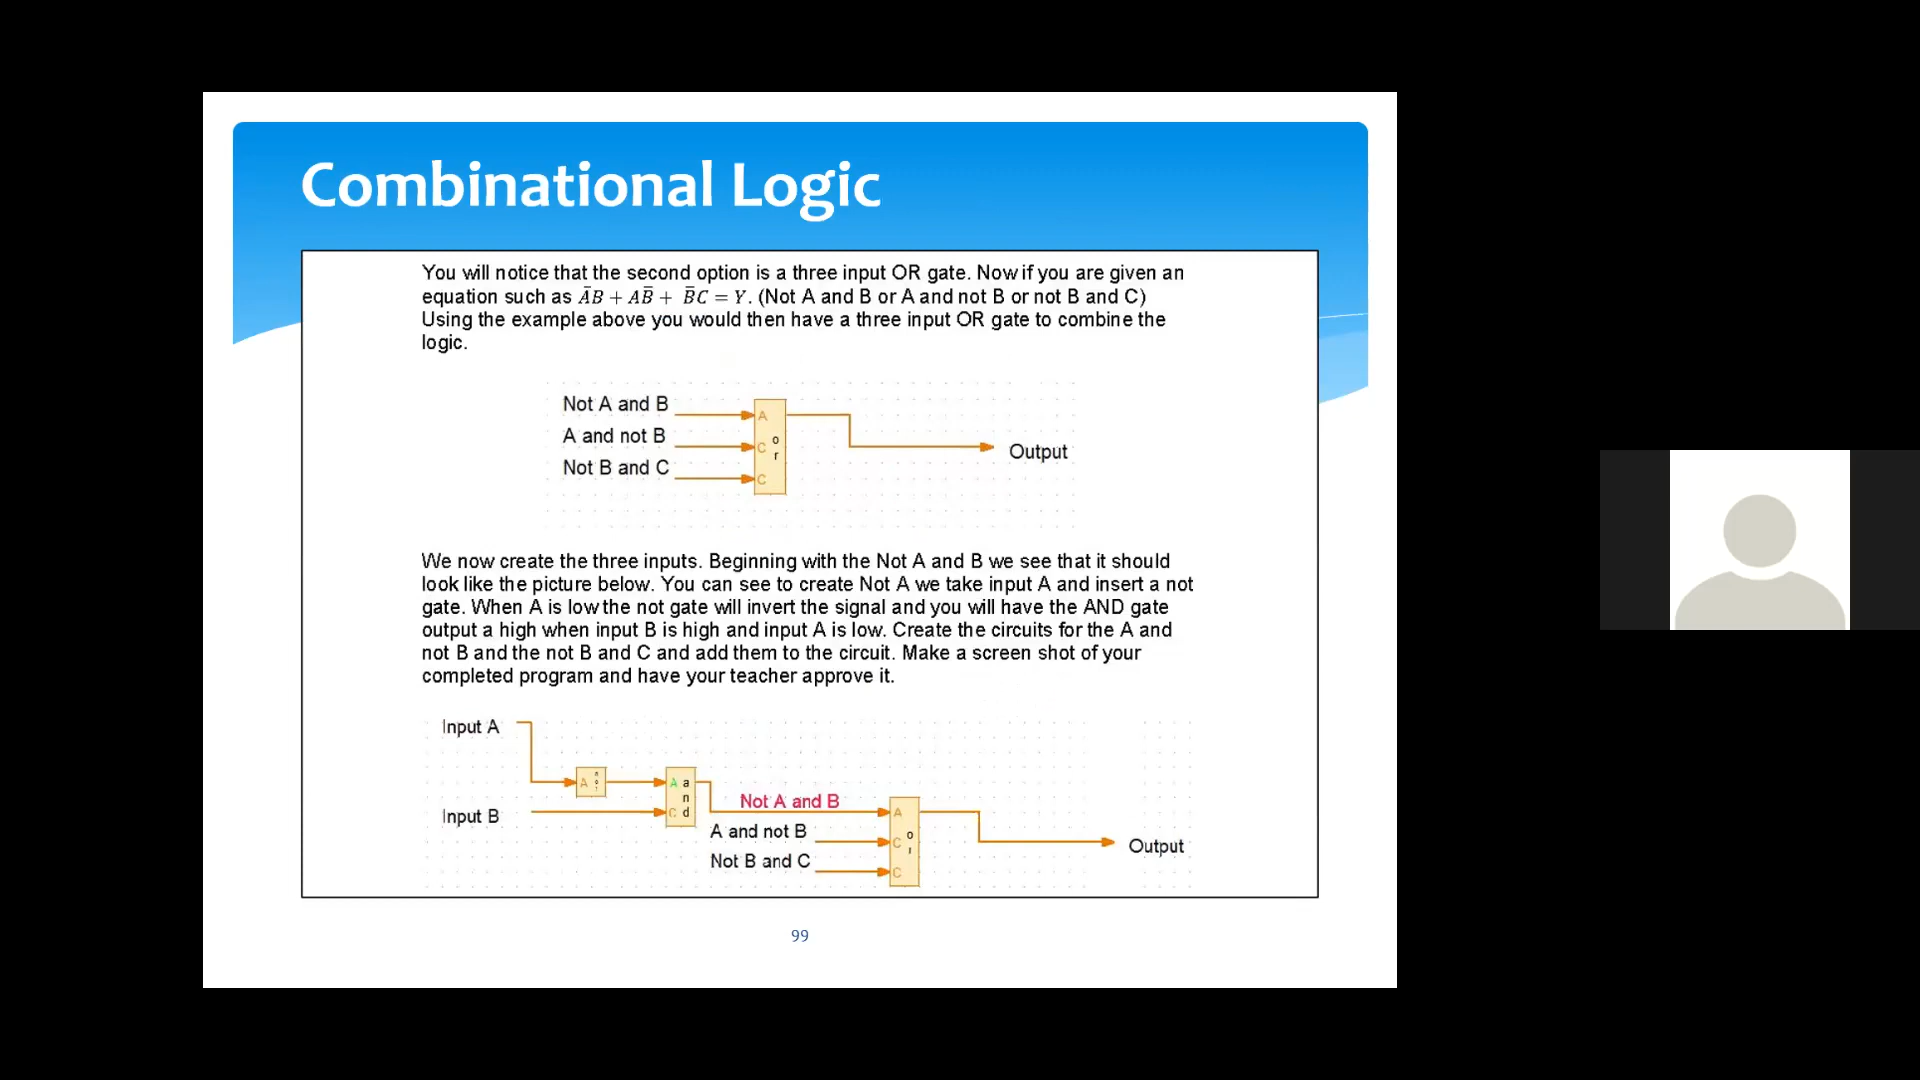 Combinational Logic
You will notice that the second option is a three input OR gate. Now if you are given an
equation such as A̅B + AB̅ + B̅C = Y. (Not A and B or A and not B or not B and C)
Using the example above you would then have a three input OR gate to combine the
logic.
Not A and B
A and not B
Not B and C
A
C
C
o
r
Output
We now create the three inputs. Beginning with the Not A and B we see that it should
look like the picture below. You can see to create Not A we take input A and insert a not
gate. When A is low the not gate will invert the signal and you will have the AND gate
output a high when input B is high and input A is low. Create the circuits for the A and
not B and the not B and C and add them to the circuit. Make a screen shot of your
completed program and have your teacher approve it.
Input A
A
A a
n
C d
Input B
Not A and B
A and not B
Not B and C
A
C
C
o
r
Output
99